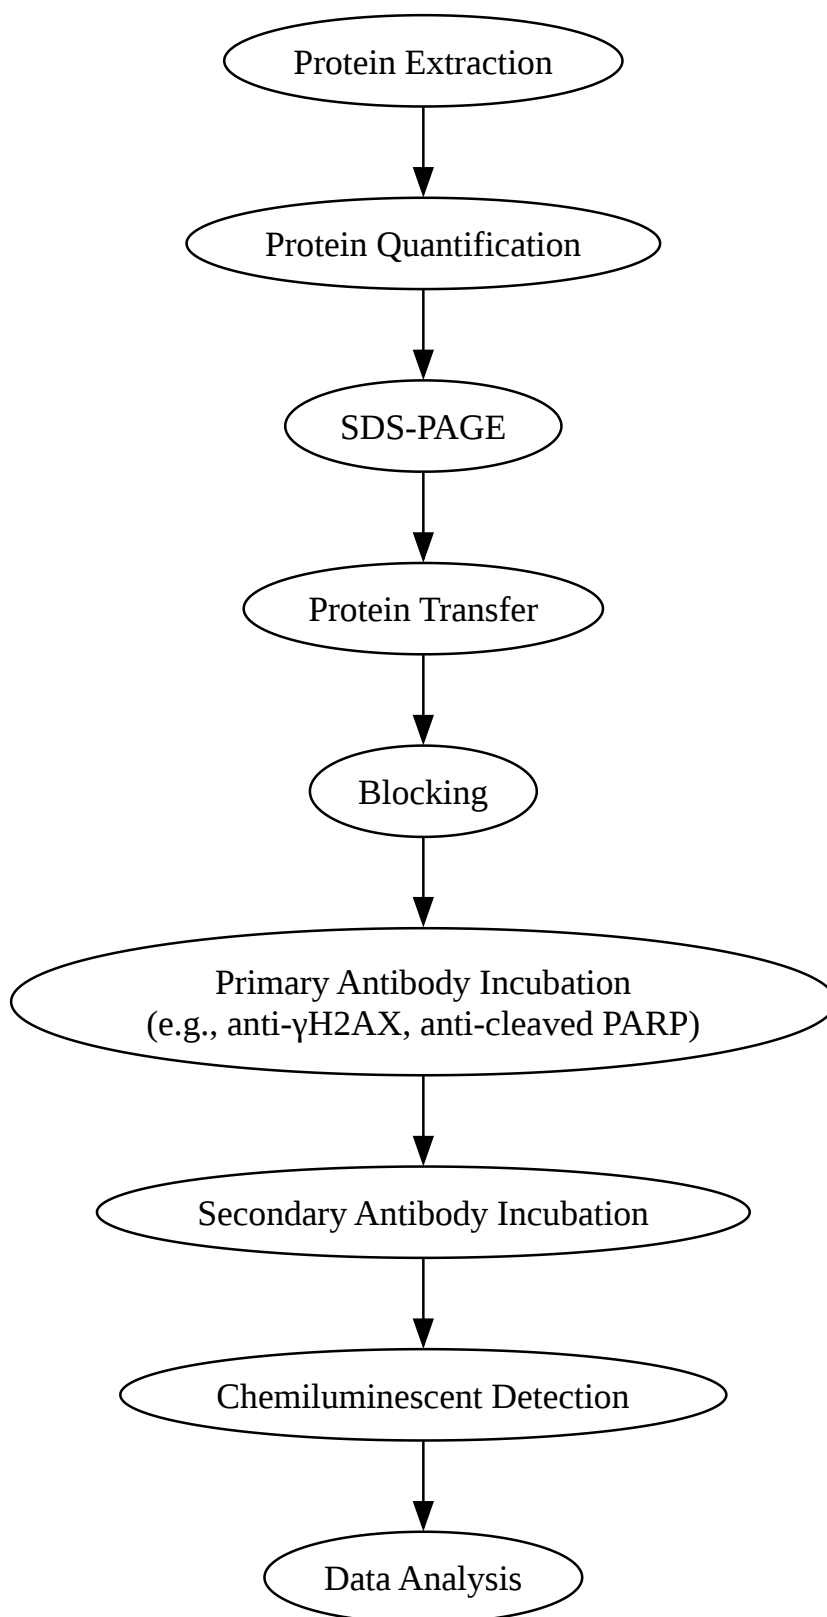 Protein Extraction
Protein Quantification
SDS-PAGE
Protein Transfer
Blocking
Primary Antibody Incubation
(e.g., anti-γH2AX, anti-cleaved PARP)
Secondary Antibody Incubation
Chemiluminescent Detection
Data Analysis